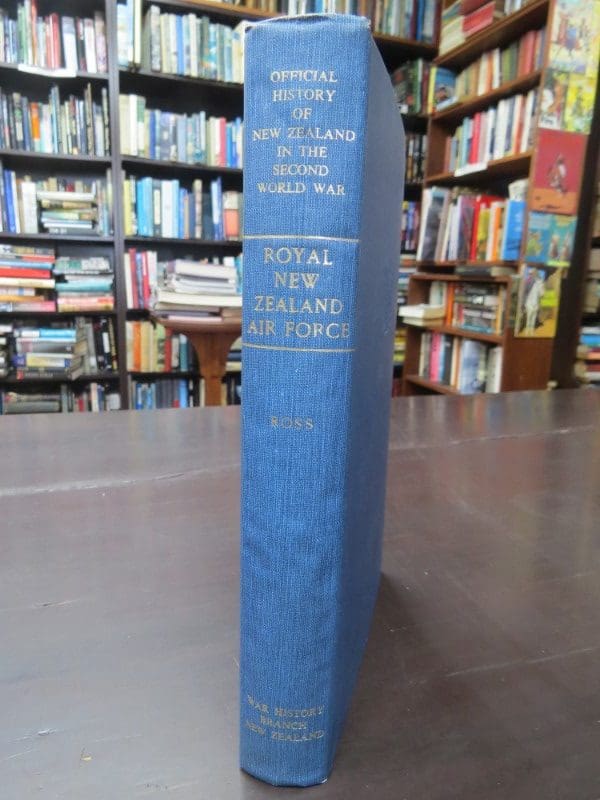 OFFICIAL
HISTORY
OF
NEW ZEALAND
IN THE
SECOND
WORLD WAR
ROYAL
NEW
ZEALAND
AIR FORCE
ROSS
WAR HISTORY
BRANCH
NEW ZEALAND